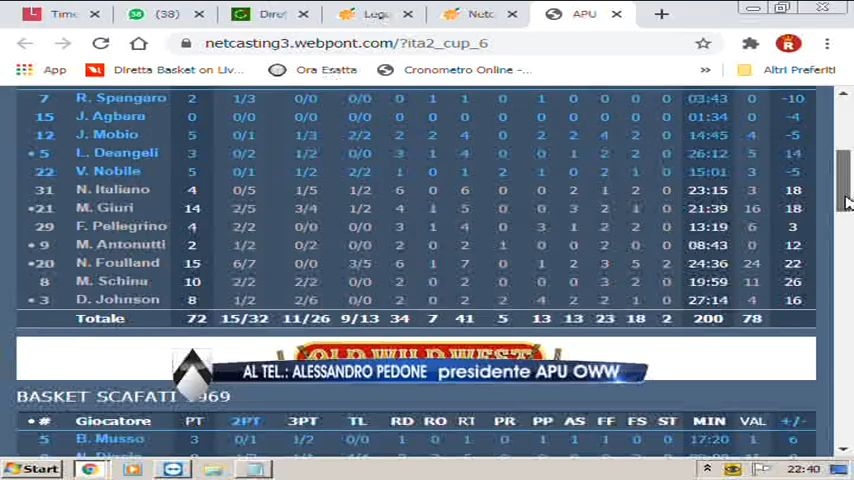 Time
(38)
Diret
Lega
Netc
APU
netcasting3.webpont.com/?ita2_cup_6
App
Diretta Basket on Liv...
Ora Esatta
Cronometro Online -...
»
Altri Preferiti
7 R. Spangaro 2 1/3 0/0 0/0 0 1 1 0 1 0 0 0 0 03:43 0 -10
15 J. Agbara 0 0/0 0/0 0/0 0 0 0 0 0 0 0 0 0 01:34 0 -4
12 J. Mobio 5 0/1 1/3 2/2 2 2 4 0 2 2 4 2 0 14:45 4 -5
• 5 L. Deangeli 3 0/2 1/2 0/0 3 1 4 0 0 1 2 2 0 26:12 5 14
22 V. Nobile 5 0/1 1/2 2/2 1 0 1 2 1 0 2 2 0 15:01 3 -5
31 N. Italiano 4 0/5 1/5 1/2 6 0 6 0 0 2 1 2 0 23:15 3 18
•21 M. Giuri 14 2/5 3/4 1/2 4 1 5 0 0 3 2 1 0 21:39 16 18
29 F. Pellegrino 4 2/2 0/0 0/0 3 1 4 0 3 1 2 2 0 13:19 6 3
• 9 M. Antonutti 2 1/1 0/2 0/0 2 0 2 1 0 0 0 0 0 08:43 0 12
•20 N. Foulland 15 6/7 0/0 3/5 6 1 7 0 1 2 3 5 2 24:36 24 22
8 M. Schina 10 2/2 2/2 0/0 2 0 2 0 0 0 3 2 0 19:59 11 26
• 3 D. Johnson 8 1/2 2/6 0/0 2 0 2 2 4 2 2 0 0 27:14 4 16
Totale 72 15/32 11/26 9/13 34 7 41 5 13 13 23 18 2 200 78
OLD WILD WEST
AL TEL.: ALESSANDRO PEDONE presidente APU OWW
BASKET SCAFATI 1969
• # Giocatore PT 2PT 3PT TL RD RO RT PR PP AS FF FS ST MIN VAL +/-
5 B. Musso 3 0/1 1/2 0/0 1 0 1 0 1 1 1 0 0 17:20 1 6
Start
22:40